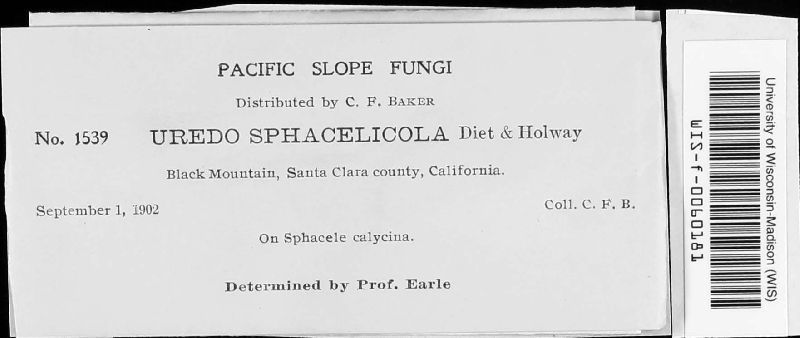 PACIFIC SLOPE FUNGI
Distributed by C. F. BAKER
No. 1539 UREDO SPHACELICOLA Diet & Holway
Black Mountain, Santa Clara county, California.
September 1, 1902 Coll. C. F. B.
On Sphacele calycina.
Determined by Prof. Earle
University of Wisconsin-Madison (WIS)
WIS-f-0060181